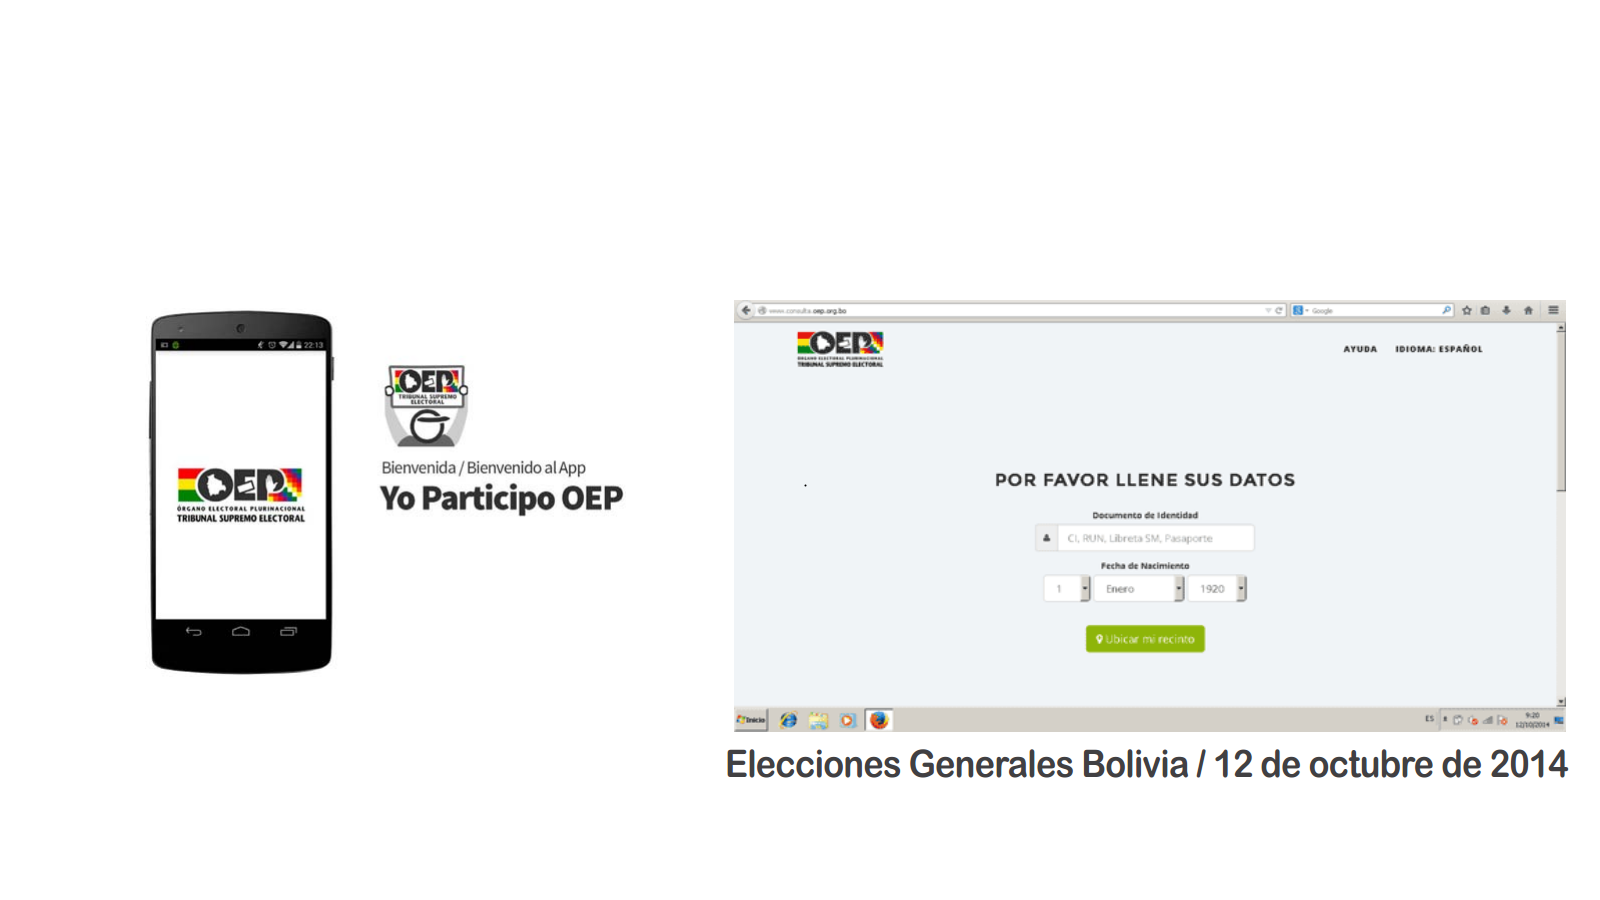 22:13
OEP
ÓRGANO ELECTORAL PLURINACIONAL
TRIBUNAL SUPREMO ELECTORAL
OEP
TRIBUNAL SUPREMO
ELECTORAL
Bienvenida / Bienvenido al App
Yo Participo OEP
www.consulta.oep.org.bo
Google
OEP
ÓRGANO ELECTORAL PLURINACIONAL
TRIBUNAL SUPREMO ELECTORAL
AYUDA IDIOMA: ESPAÑOL
POR FAVOR LLENE SUS DATOS
Documento de Identidad
CI, RUN, Libreta SM, Pasaporte
Fecha de Nacimiento
1 Enero 1920
Ubicar mi recinto
Inicio
ES
9:20
12/10/2014
Elecciones Generales Bolivia / 12 de octubre de 2014